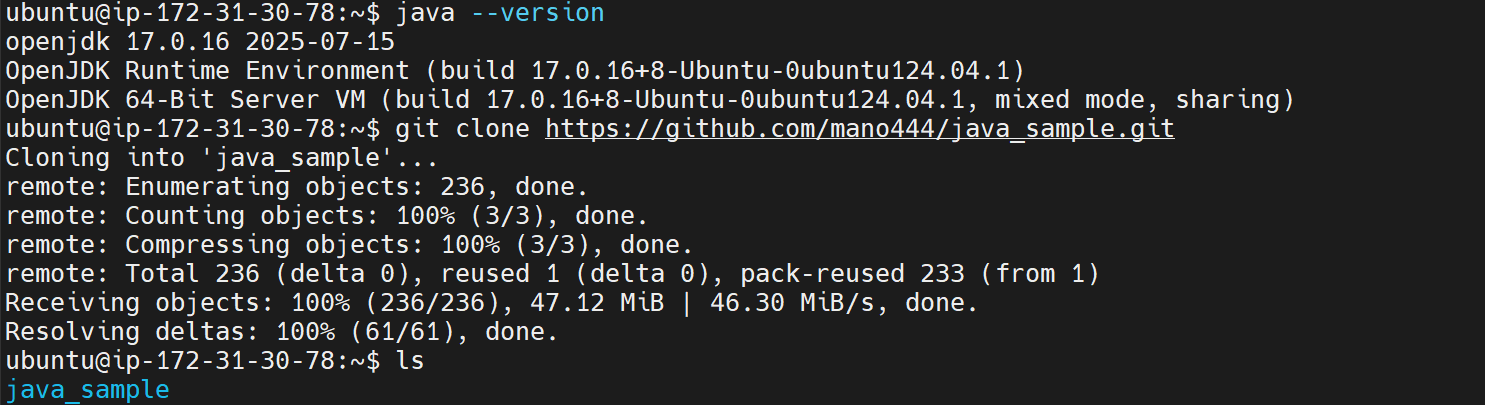 ubuntu@ip-172-31-30-78:~$ java --version
openjdk 17.0.16 2025-07-15
OpenJDK Runtime Environment (build 17.0.16+8-Ubuntu-0ubuntu124.04.1)
OpenJDK 64-Bit Server VM (build 17.0.16+8-Ubuntu-0ubuntu124.04.1, mixed mode, sharing)
ubuntu@ip-172-31-30-78:~$ git clone https://github.com/mano444/java_sample.git
Cloning into 'java_sample'...
remote: Enumerating objects: 236, done.
remote: Counting objects: 100% (3/3), done.
remote: Compressing objects: 100% (3/3), done.
remote: Total 236 (delta 0), reused 1 (delta 0), pack-reused 233 (from 1)
Receiving objects: 100% (236/236), 47.12 MiB | 46.30 MiB/s, done.
Resolving deltas: 100% (61/61), done.
ubuntu@ip-172-31-30-78:~$ ls
java_sample